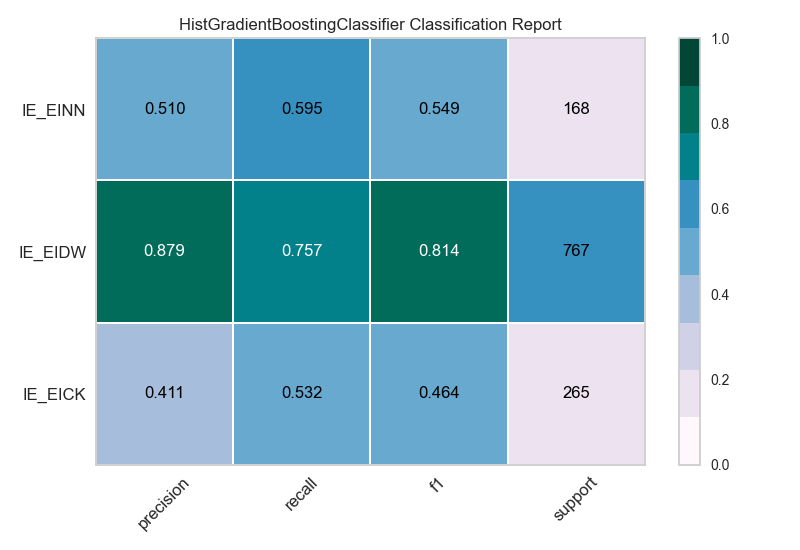 HistGradientBoostingClassifier Classification Report
IE_EINN 0.510 0.595 0.549 168
IE_EIDW 0.879 0.757 0.814 767
IE_EICK 0.411 0.532 0.464 265
precision recall f1 support
1.0
0.8
0.6
0.4
0.2
0.0